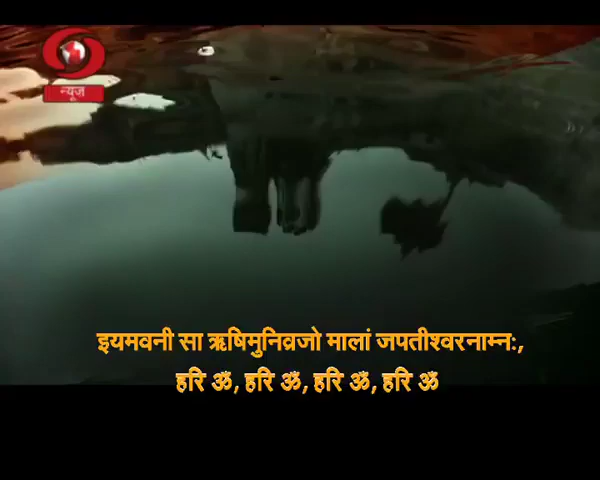 न्यूज़
इयमवनी सा ऋषिमुनिव्रजो मालां जपतीश्वरनाम्नः,
हरि ॐ, हरि ॐ, हरि ॐ, हरि ॐ